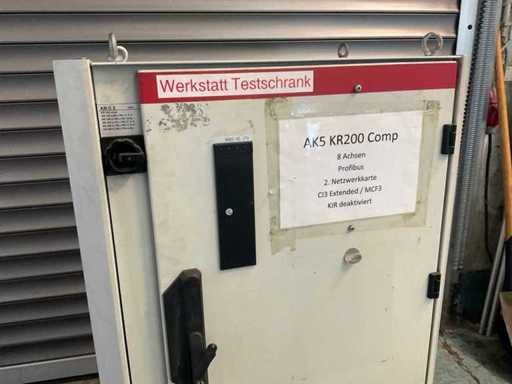 Werkstatt Testschrank
AK5 KR200 Comp
8 Achsen
Profibus
2. Netzwerkkarte
CI3 Extended / MCF3
KIR deaktiviert